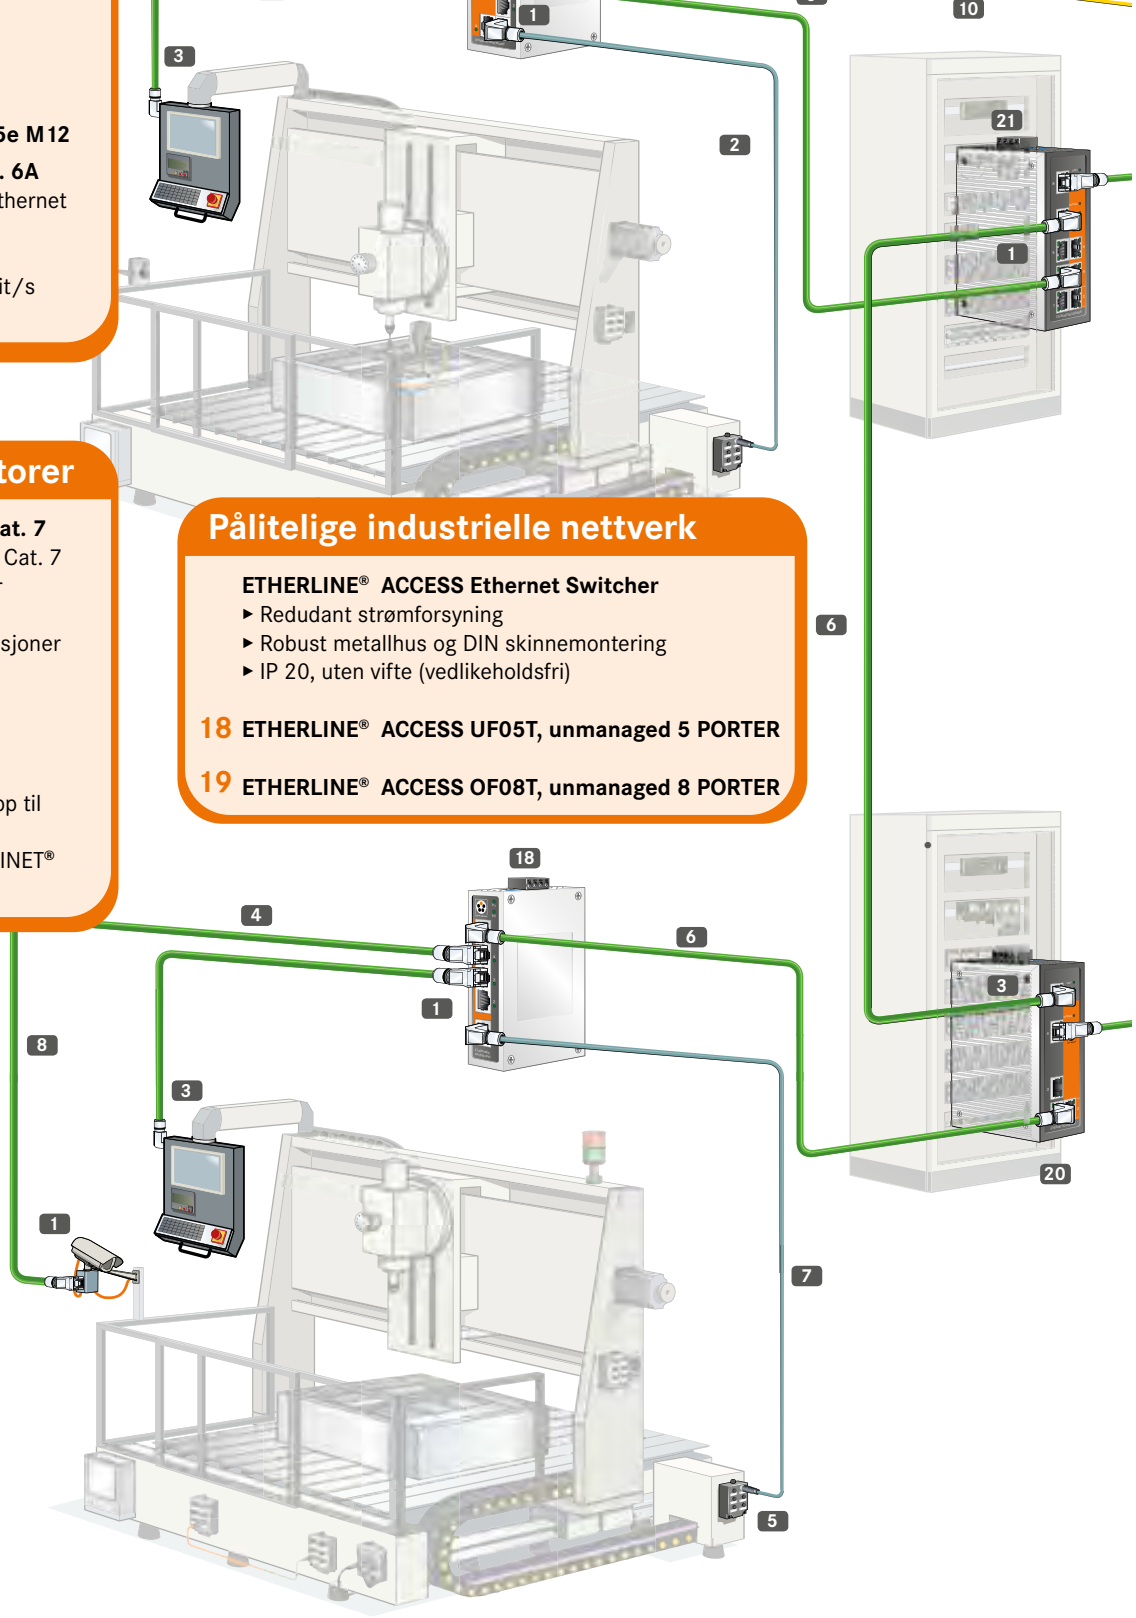 10
1
3
21
2
5e M12
. 6A
thernet
1
it/s
torer
at. 7
Cat. 7
sjoner
op til
INET®
Pålitelige industrielle nettverk
ETHERLINE® ACCESS Ethernet Switcher
▸ Redudant strømforsyning
▸ Robust metallhus og DIN skinnemontering
▸ IP 20, uten vifte (vedlikeholdsfri)
18 ETHERLINE® ACCESS UF05T, unmanaged 5 PORTER
19 ETHERLINE® ACCESS OF08T, unmanaged 8 PORTER
6
18
4
6
3
1
8
3
20
1
7
5